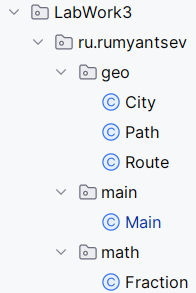 LabWork3
ru.rumyantsev
geo
C City
C Path
C Route
main
C Main
math
C Fraction